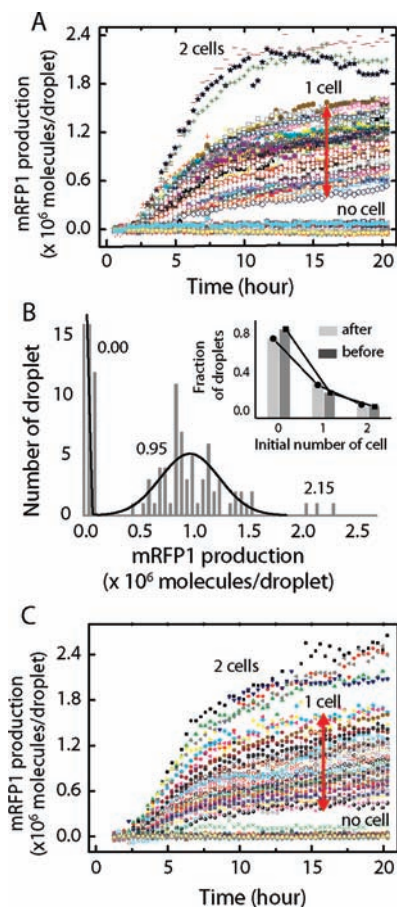 A
2.4
1.8
1.2
0.6
0.0
mRFP1 production
(x 10⁶ molecules/droplet)
2 cells
1 cell
no cell
0 5 10 15 20
Time (hour)
B
15
10
5
0
Number of droplet
0.00
0.95
2.15
0.8
0.4
0.0
Fraction
of droplets
after
before
0 1 2
Initial number of cell
0.0 0.5 1.0 1.5 2.0 2.5
mRFP1 production
(x 10⁶ molecules/droplet)
C
2.4
1.8
1.2
0.6
0.0
mRFP1 production
(x10⁶ molecules/droplet)
2 cells
1 cell
no cell
0 5 10 15 20
Time (hour)